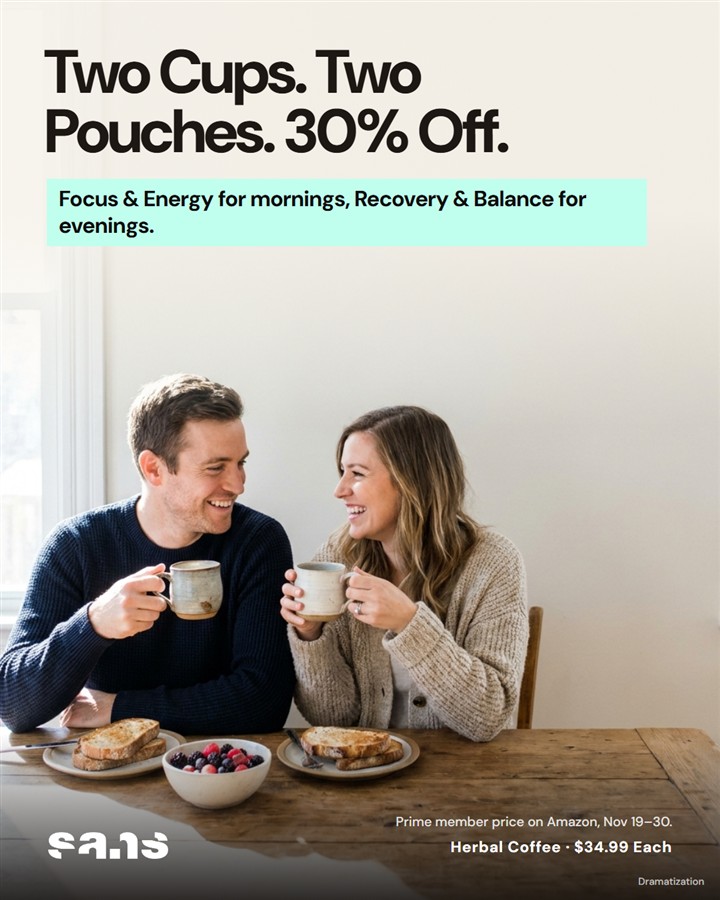 Two Cups. Two
Pouches. 30% Off.
Focus & Energy for mornings, Recovery & Balance for
evenings.
Prime member price on Amazon, Nov 19–30.
sans
Herbal Coffee · $34.99 Each
Dramatization